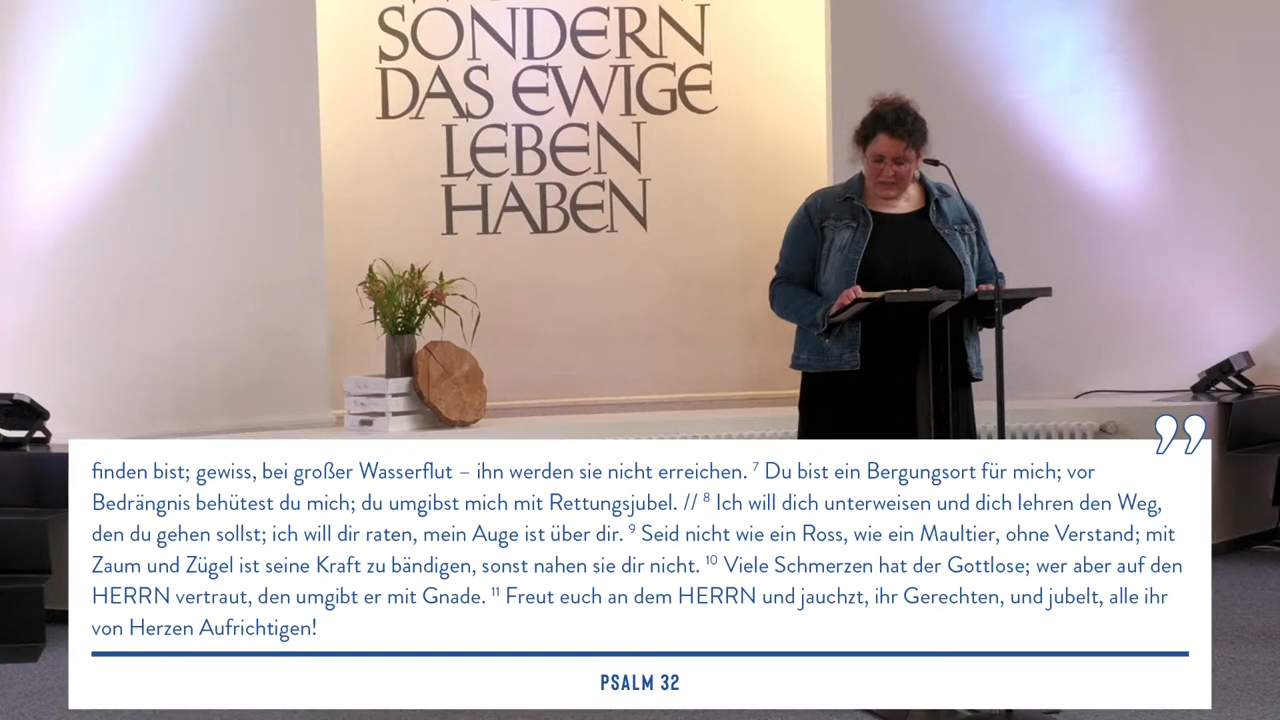 SONDERN
DAS EWIGE
LEBEN
HABEN
”
finden bist; gewiss, bei großer Wasserflut – ihn werden sie nicht erreichen. ⁷ Du bist ein Bergungsort für mich; vor
Bedrängnis behütest du mich; du umgibst mich mit Rettungsjubel. // ⁸ Ich will dich unterweisen und dich lehren den Weg,
den du gehen sollst; ich will dir raten, mein Auge ist über dir. ⁹ Seid nicht wie ein Ross, wie ein Maultier, ohne Verstand; mit
Zaum und Zügel ist seine Kraft zu bändigen, sonst nahen sie dir nicht. ¹⁰ Viele Schmerzen hat der Gottlose; wer aber auf den
HERRN vertraut, den umgibt er mit Gnade. ¹¹ Freut euch an dem HERRN und jauchzt, ihr Gerechten, und jubelt, alle ihr
von Herzen Aufrichtigen!
PSALM 32